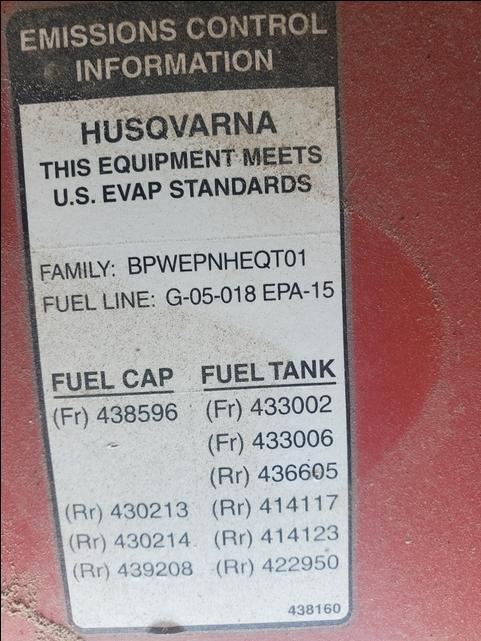 EMISSIONS CONTROL
INFORMATION
HUSQVARNA
THIS EQUIPMENT MEETS
U.S. EVAP STANDARDS
FAMILY: BPWEPNHEQT01
FUEL LINE: G-05-018 EPA-15
FUEL CAP FUEL TANK
(Fr) 438596 (Fr) 433002
(Fr) 433006
(Rr) 436605
(Rr) 430213 (Rr) 414117
(Rr) 430214 (Rr) 414123
(Rr) 439208 (Rr) 422950
438160